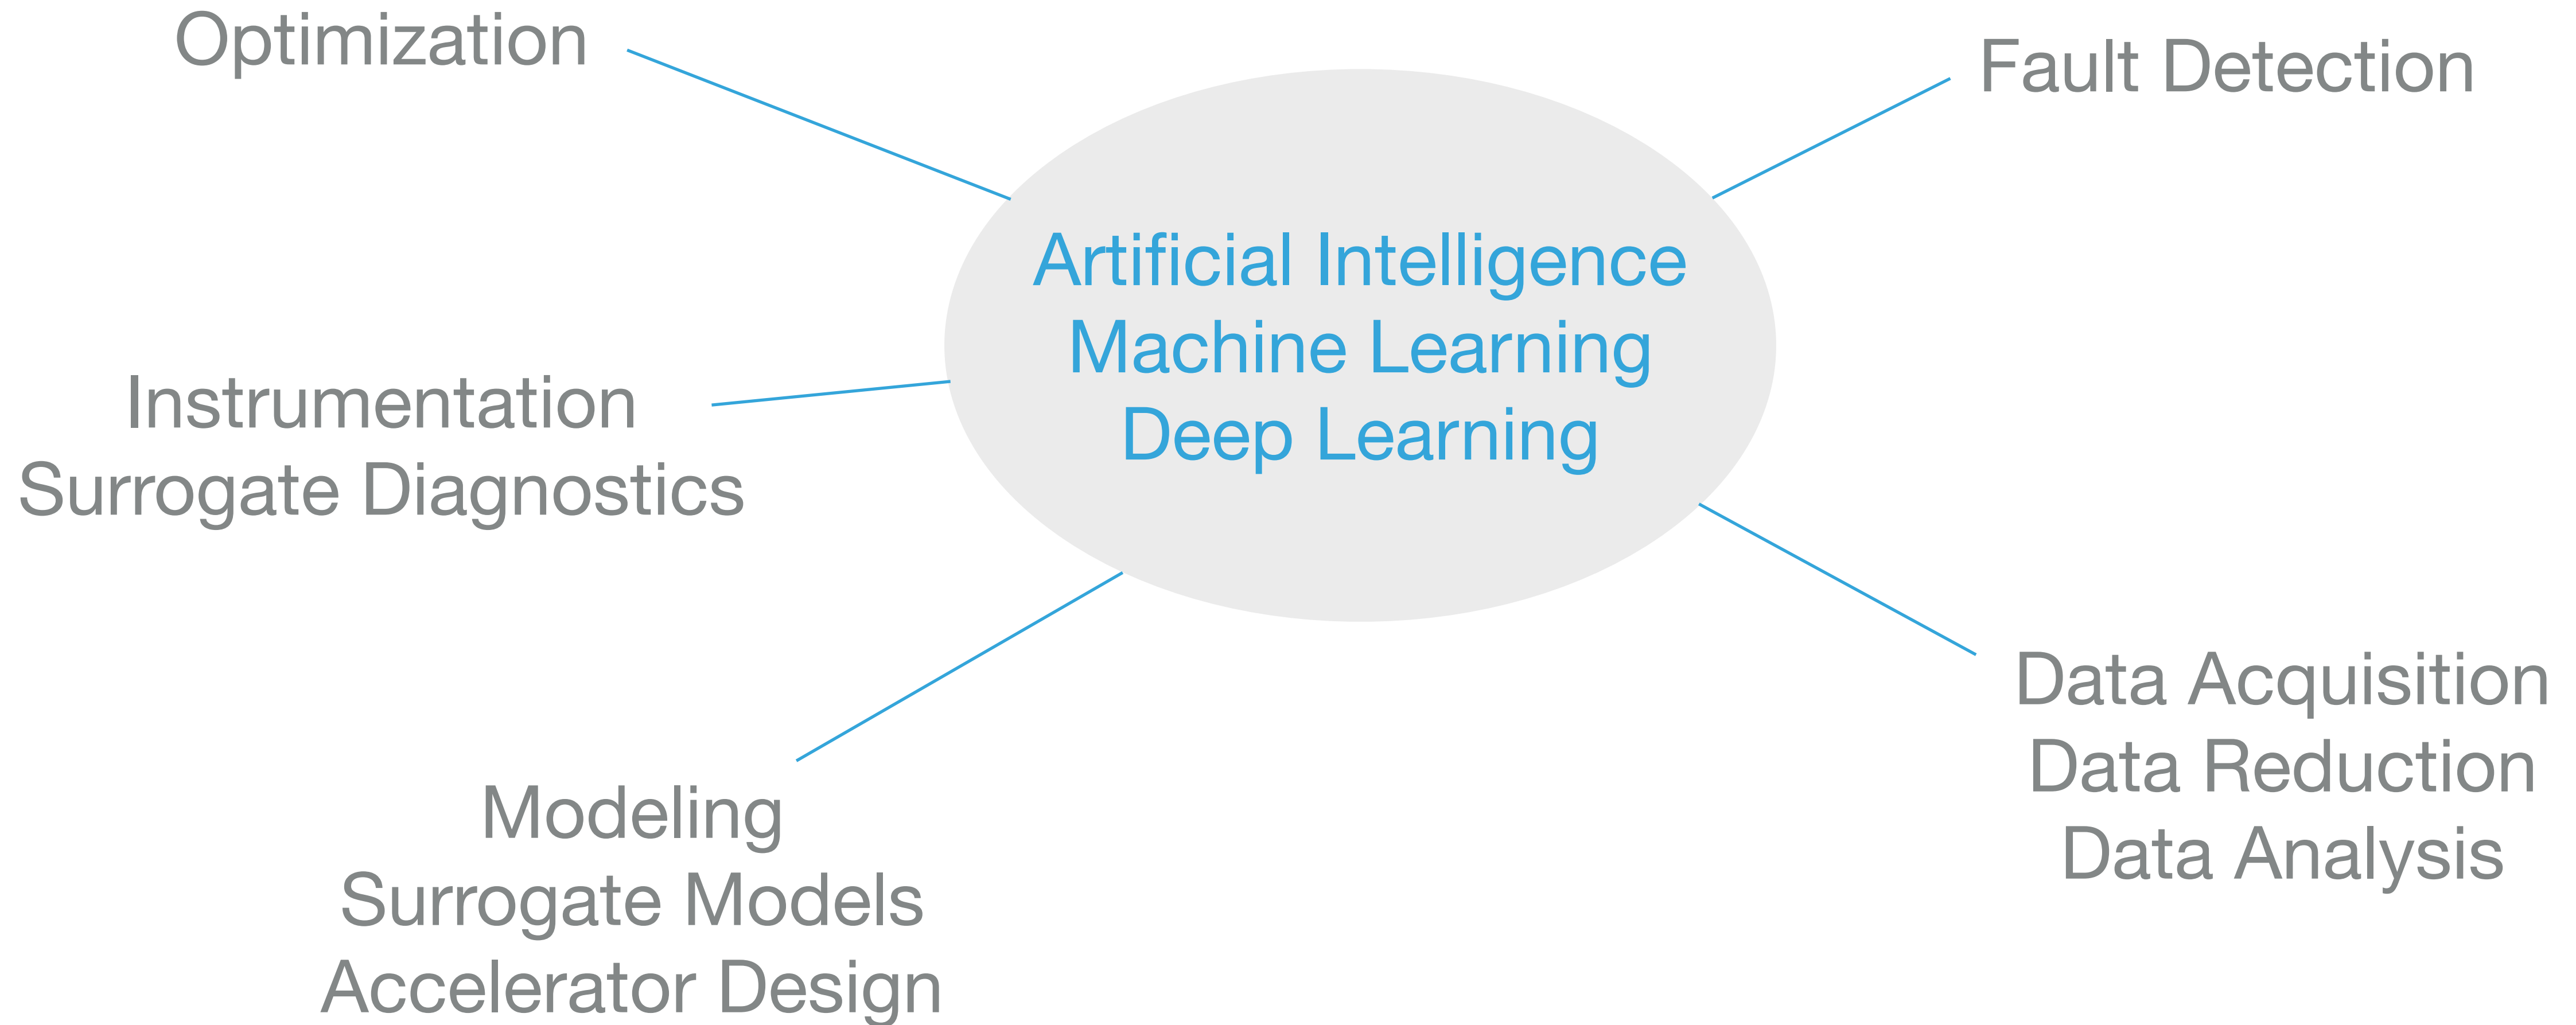 Optimization
Fault Detection
Artificial Intelligence
Machine Learning
Deep Learning
Instrumentation
Surrogate Diagnostics
Modeling
Surrogate Models
Accelerator Design
Data Acquisition
Data Reduction
Data Analysis